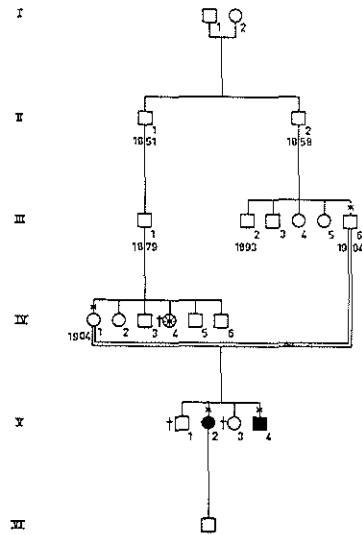 I
1 2
II
1 2
1851 1858
*
III
1 2 3 4 5 6
1879 1893 1904
* *
IV
† 1 2 3 4 5 6
1904
* *
V
† † 1 2 3 4
VI